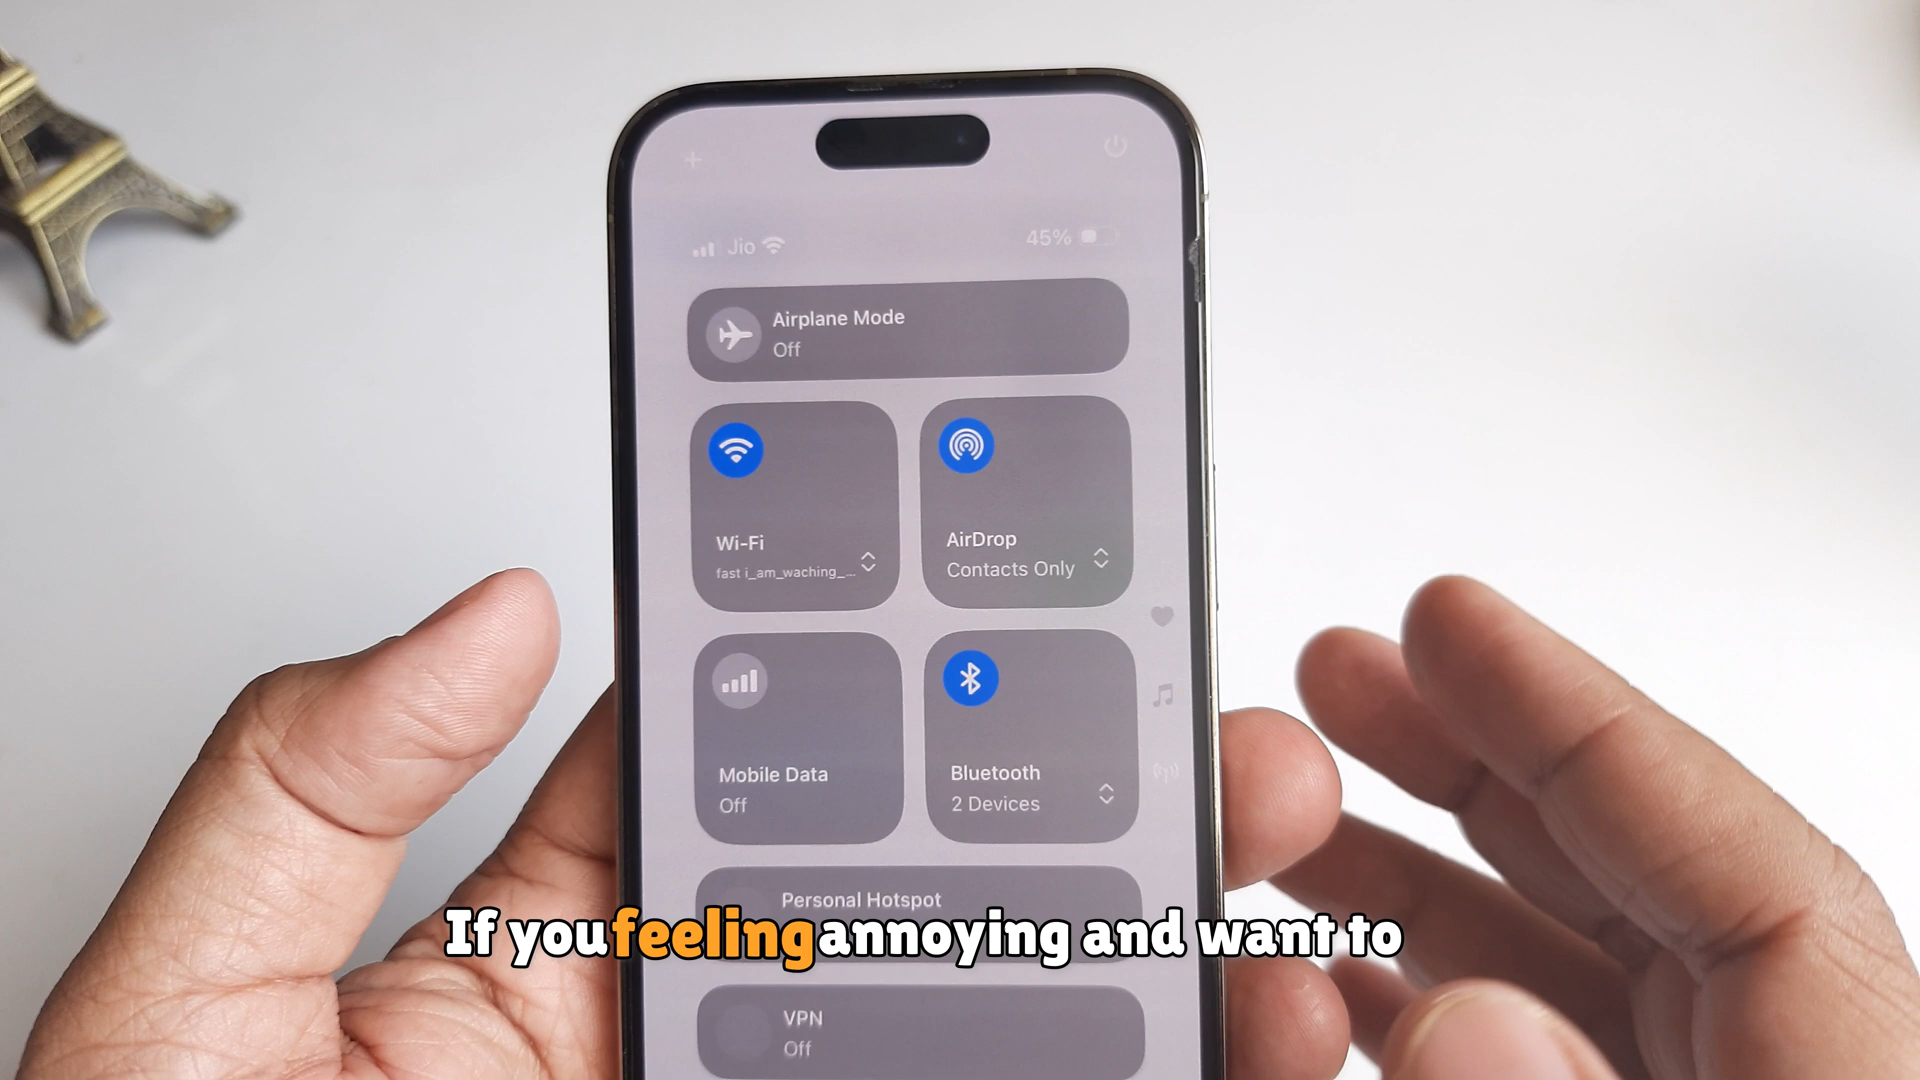 Jio
45%
Airplane Mode
Off
Wi-Fi
fast i_am_waching_...
AirDrop
Contacts Only
Mobile Data
Off
Bluetooth
2 Devices
Personal Hotspot
If you feeling annoying and want to
VPN
Off